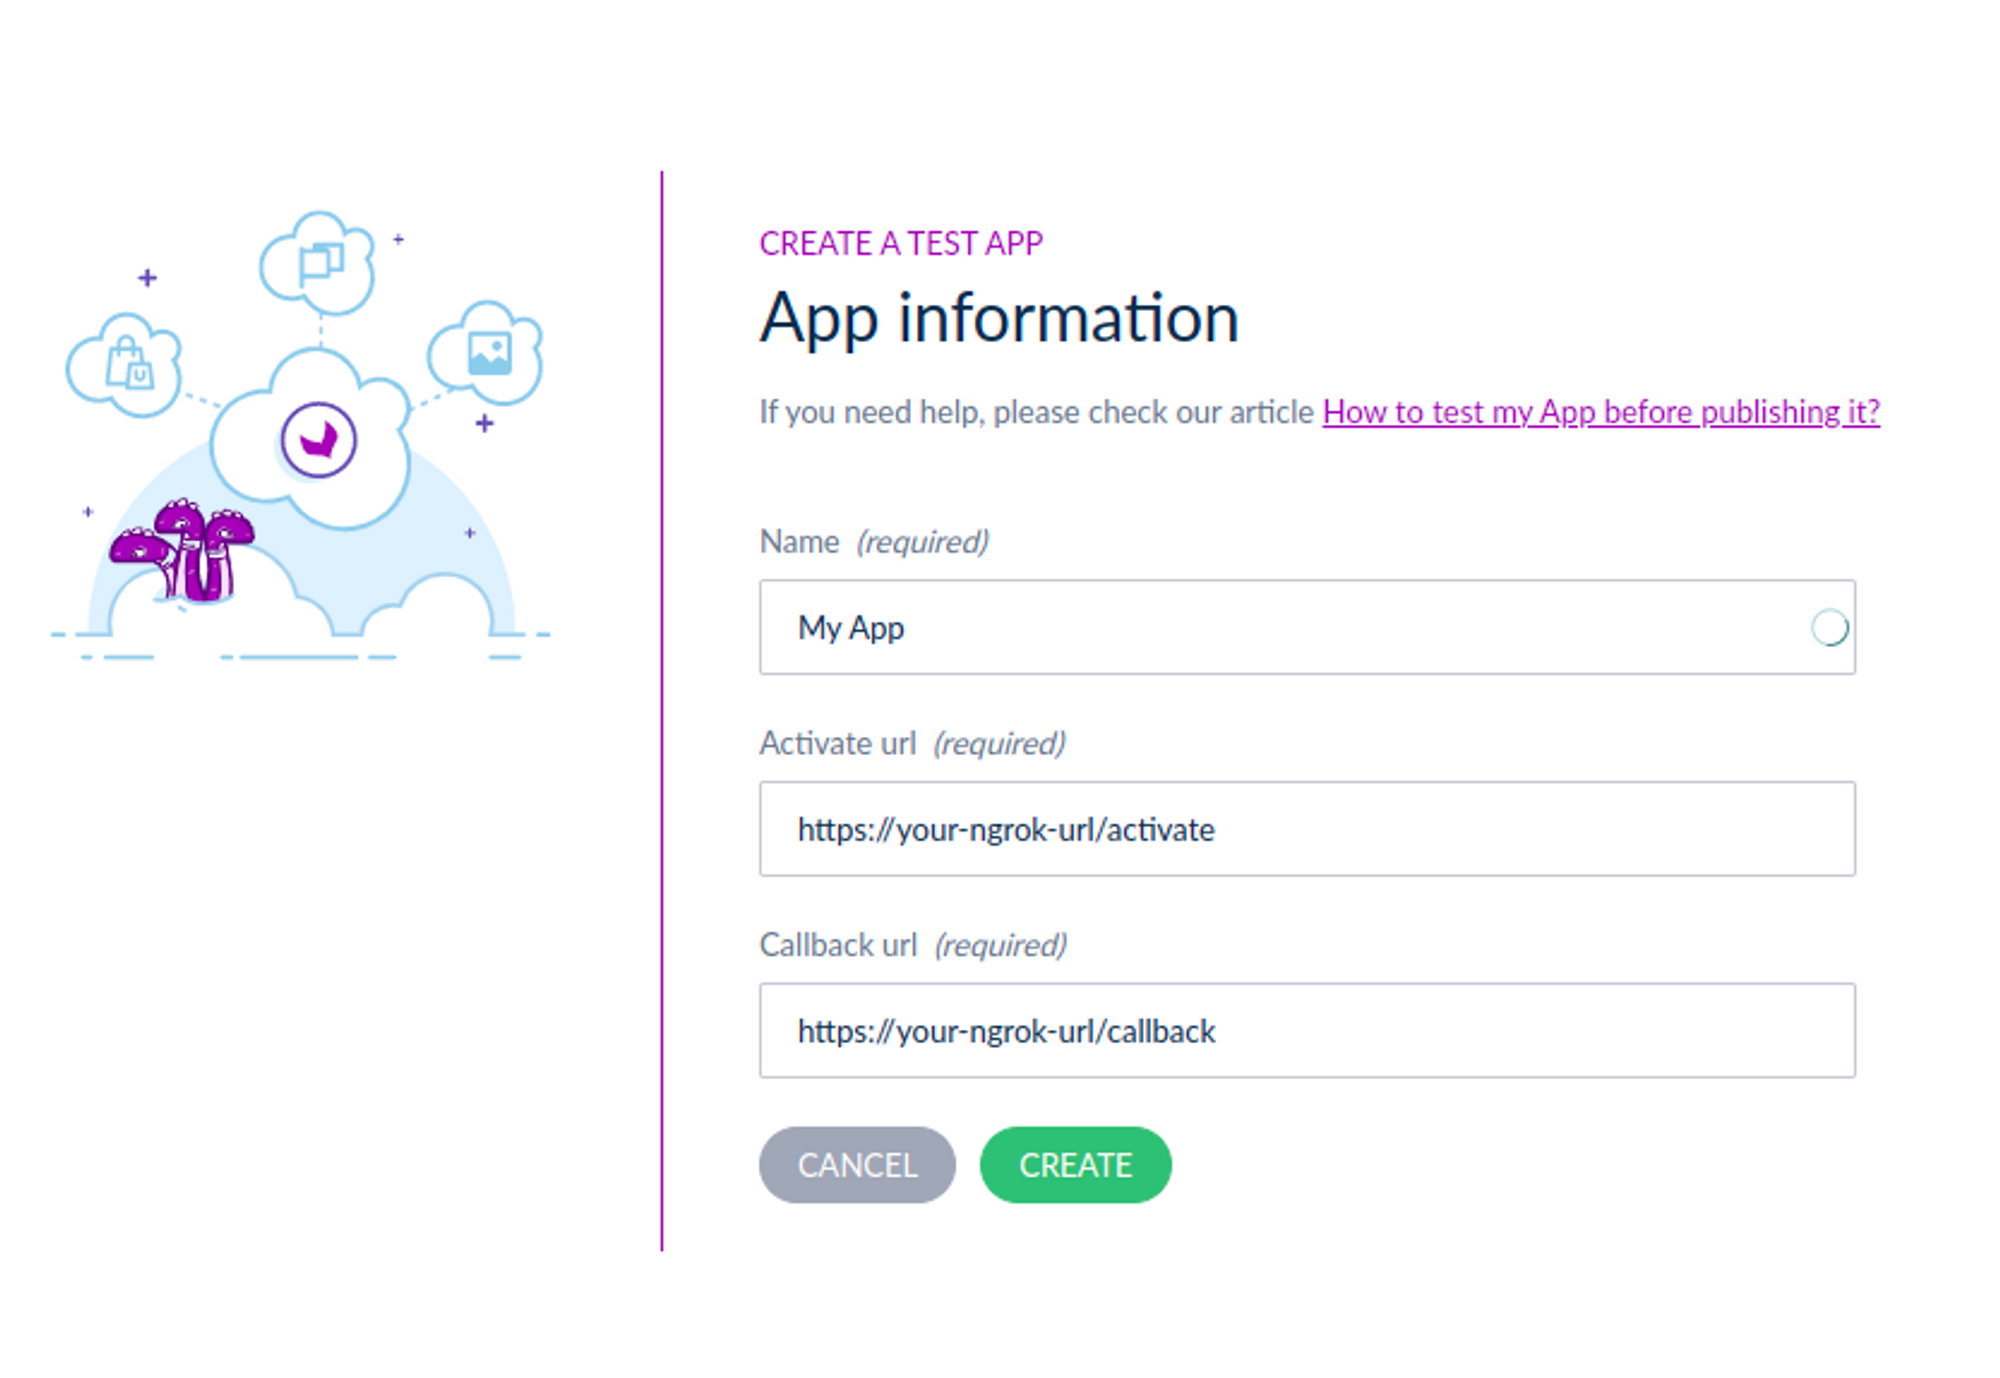 CREATE A TEST APP
App information
If you need help, please check our article How to test my App before publishing it?
Name (required)
My App
Activate url (required)
https://your-ngrok-url/activate
Callback url (required)
https://your-ngrok-url/callback
CANCEL CREATE